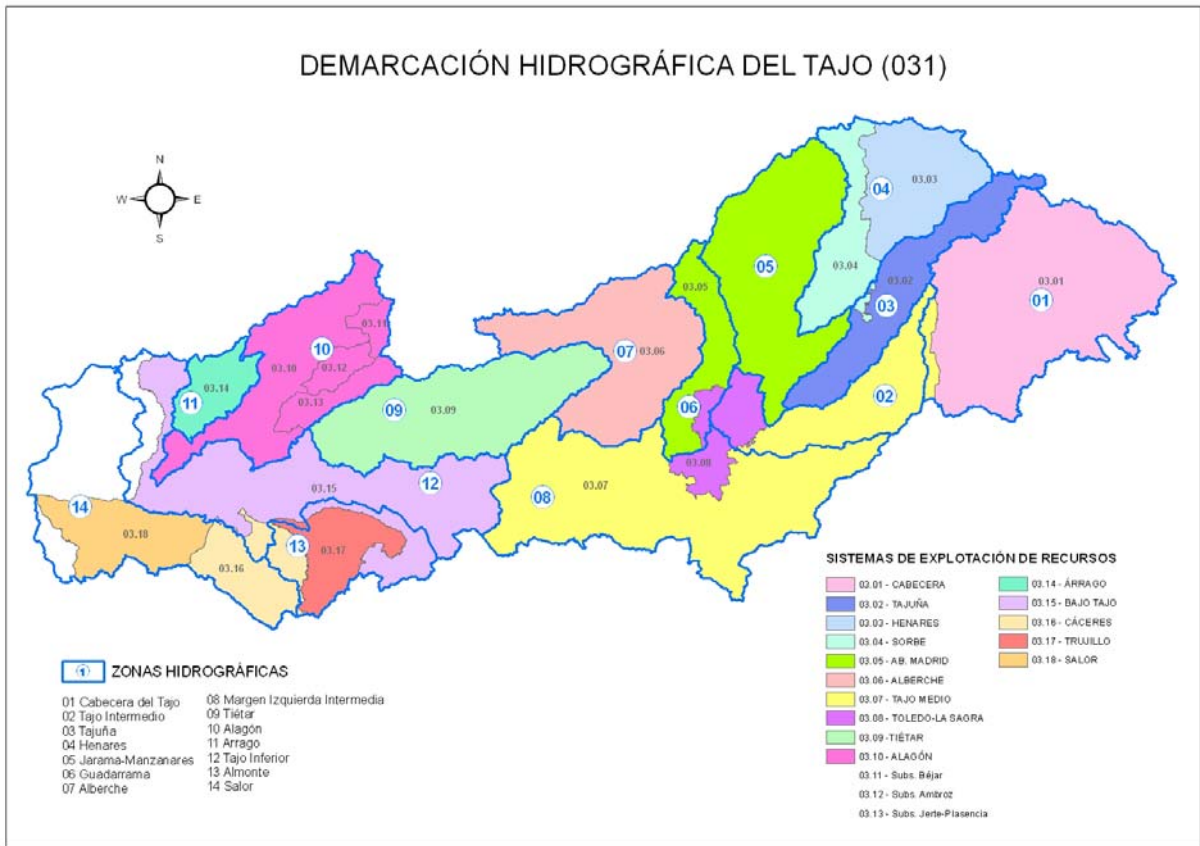 DEMARCACIÓN HIDROGRÁFICA DEL TAJO (031)
N
W
E
S
04
03.03
05
03.04
03.02
03
03.01
01
03.05
10
03.11
03.10
03.12
03.14
11
03.13
07
03.06
09
03.09
06
02
03.08
12
03.15
08
03.07
14
03.18
13
03.17
03.16
1
ZONAS HIDROGRÁFICAS
01 Cabecera del Tajo
02 Tajo Intermedio
03 Tajuña
04 Henares
05 Jarama-Manzanares
06 Guadarrama
07 Alberche
08 Margen Izquierda Intermedia
09 Tiétar
10 Alagón
11 Arrago
12 Tajo Inferior
13 Almonte
14 Salor
SISTEMAS DE EXPLOTACIÓN DE RECURSOS
03.01 - CABECERA
03.02 - TAJUÑA
03.03 - HENARES
03.04 - SORBE
03.05 - AB. MADRID
03.06 - ALBERCHE
03.07 - TAJO MEDIO
03.08 - TOLEDO-LA SAGRA
03.09 -TIÉTAR
03.10 - ALAGÓN
03.11 - Subs. Béjar
03.12 - Subs. Ambroz
03.13 - Subs. Jerte-Plasencia
03.14 - ÁRRAGO
03.15 - BAJO TAJO
03.16 - CÁCERES
03.17 - TRUJILLO
03.18 - SALOR